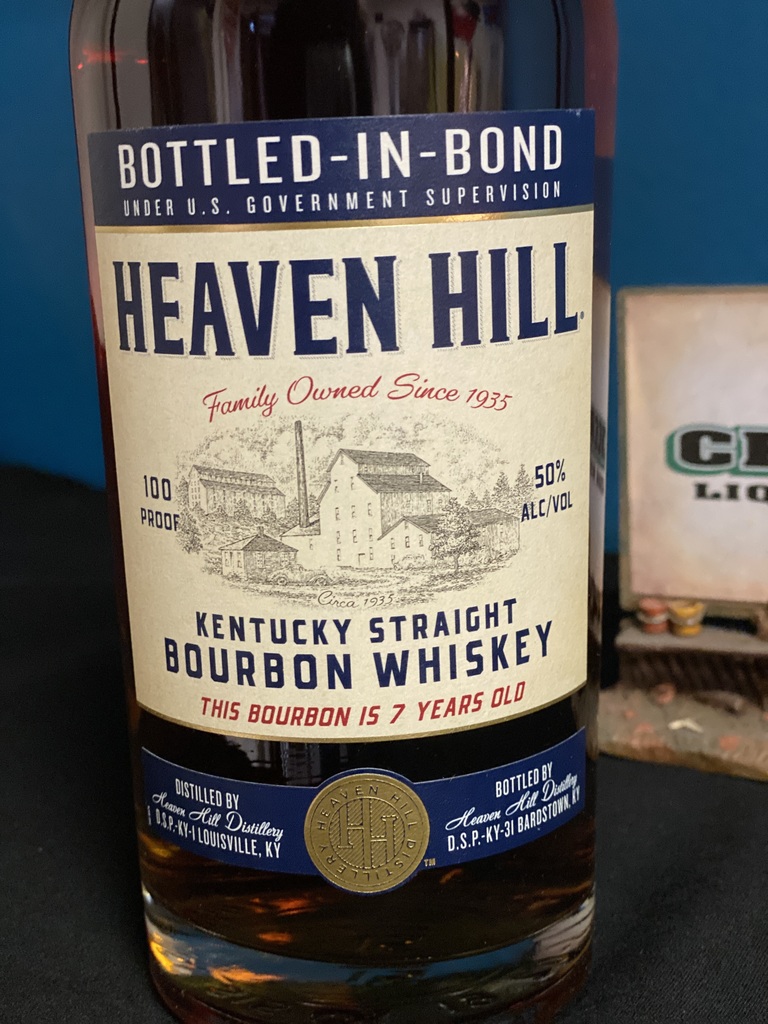 BOTTLED-IN-BOND
UNDER U.S. GOVERNMENT SUPERVISION
HEAVEN HILL®
Family Owned Since 1935
100
PROOF
50%
ALC/VOL
Circa 1935
KENTUCKY STRAIGHT
BOURBON WHISKEY
THIS BOURBON IS 7 YEARS OLD
DISTILLED BY
Heaven Hill Distillery
D.S.P.-KY-1 LOUISVILLE, KY
HEAVEN HILL
HH
DISTILLERY
TM
BOTTLED BY
Heaven Hill Distillery
D.S.P.-KY-31 BARDSTOWN, KY